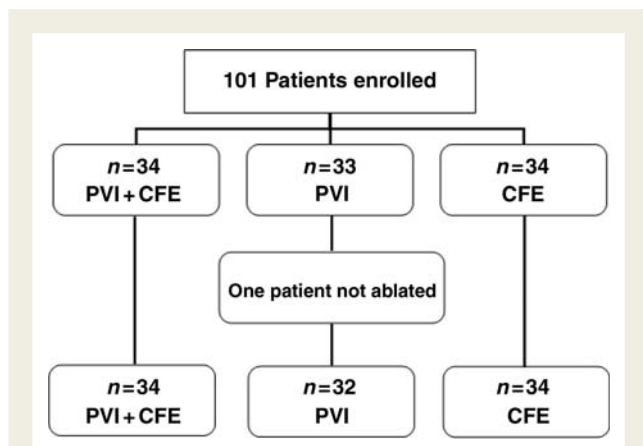 101 Patients enrolled
n=34
PVI + CFE
n=33
PVI
n=34
CFE
One patient not ablated
n=34
PVI + CFE
n=32
PVI
n=34
CFE